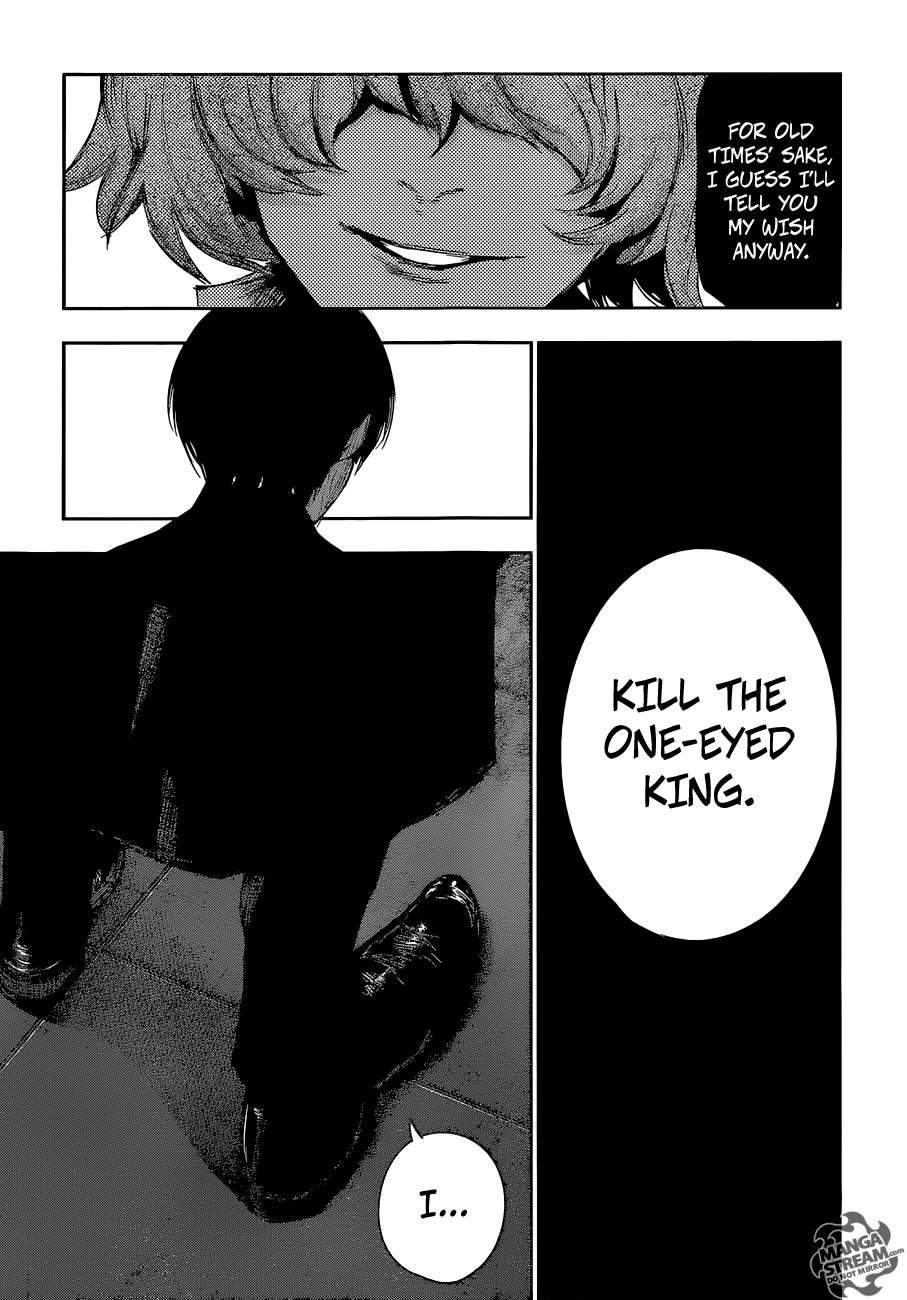 FOR OLD
TIMES' SAKE,
I GUESS I'LL
TELL YOU
MY WISH
ANYWAY.
KILL THE
ONE-EYED
KING.
I...
MANGA
STREAM.com
DO NOT MIRROR!